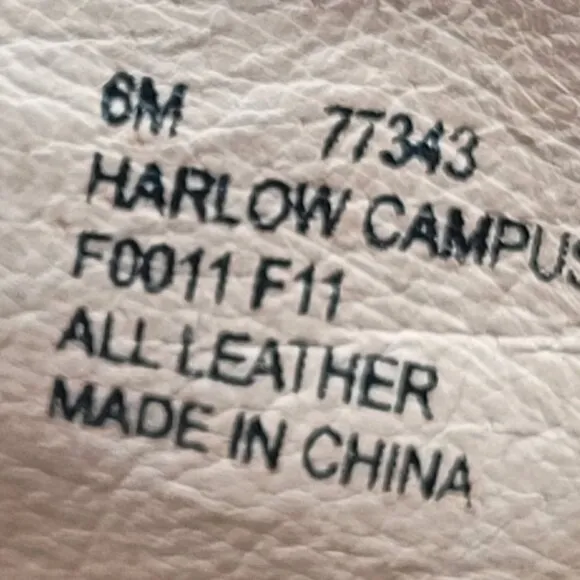 6M 77343
HARLOW CAMPUS
F0011 F11
ALL LEATHER
MADE IN CHINA